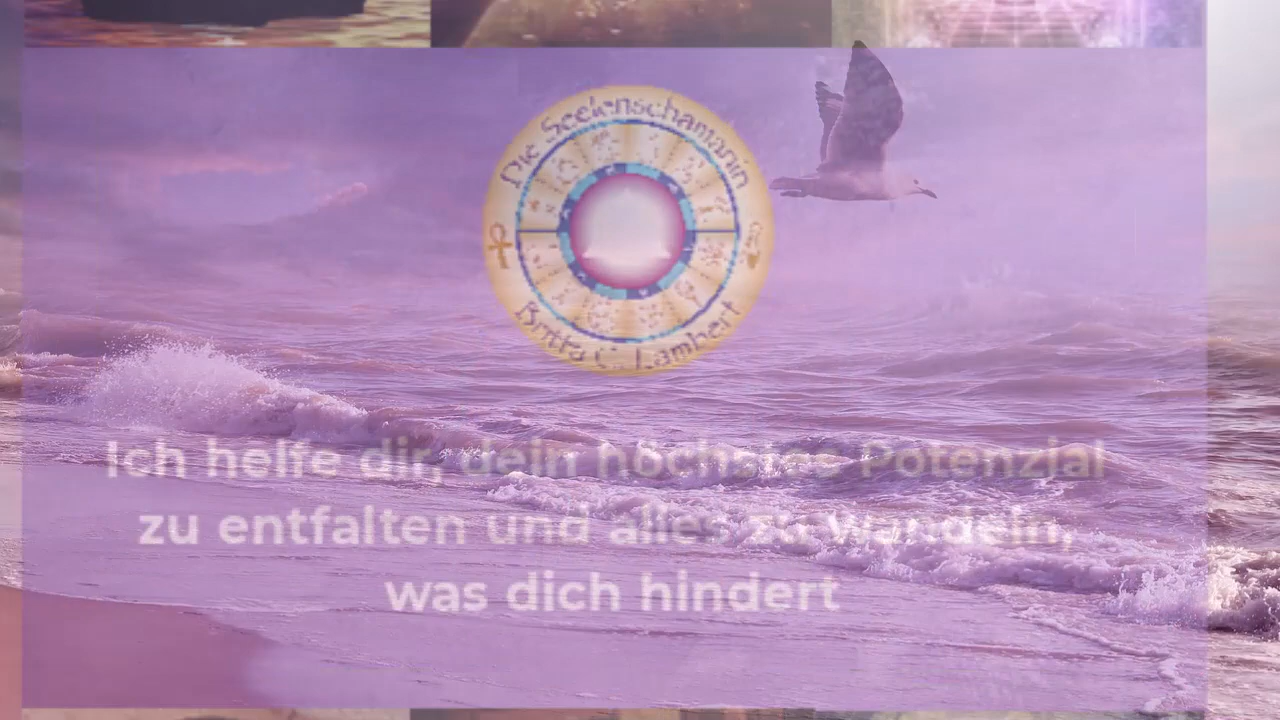 Die Seelenschamanin
Britta C. Lambert
Ich helfe dir, dein höchstes Potenzial
zu entfalten und alles zu wandeln,
was dich hindert